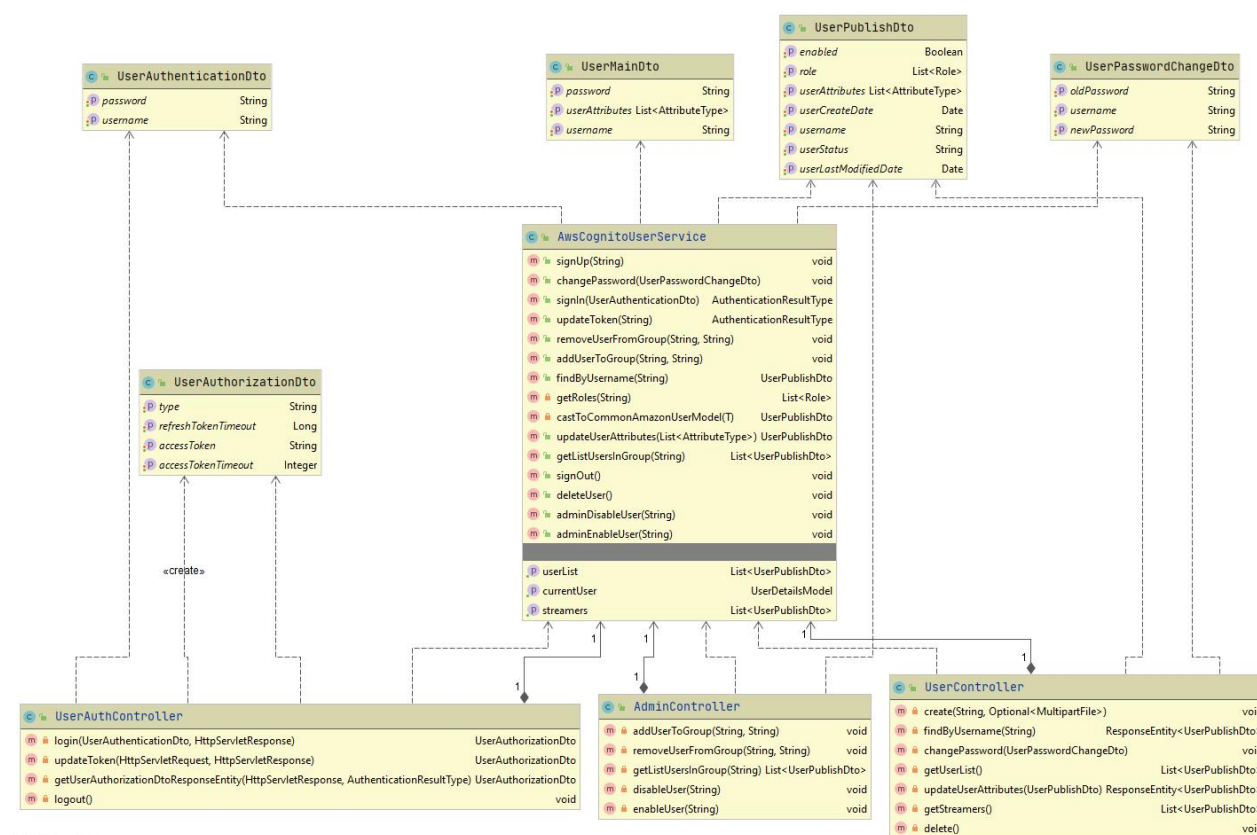 UserPublishDto
enabled Boolean
role List<Role>
userAttributes List<AttributeType>
userCreateDate Date
username String
userStatus String
userLastModifiedDate Date
UserAuthenticationDto
password String
username String
UserMainDto
password String
userAttributes List<AttributeType>
username String
UserPasswordChangeDto
oldPassword String
username String
newPassword String
AwsCognitoUserService
signUp(String) void
changePassword(UserPasswordChangeDto) void
signIn(UserAuthenticationDto) AuthenticationResultType
updateToken(String) AuthenticationResultType
removeUserFromGroup(String, String) void
addUserToGroup(String, String) void
findByUsername(String) UserPublishDto
getRoles(String) List<Role>
castToCommonAmazonUserModel(T) UserPublishDto
updateUserAttributes(List<AttributeType>) UserPublishDto
getListUsersInGroup(String) List<UserPublishDto>
signOut() void
deleteUser() void
adminDisableUser(String) void
adminEnableUser(String) void
userList List<UserPublishDto>
currentUser UserDetailsModel
streamers List<UserPublishDto>
UserAuthorizationDto
type String
refreshTokenTimeout Long
accessToken String
accessTokenTimeout Integer
«create»
1
1
1
1
1
1
UserAuthController
login(UserAuthenticationDto, HttpServletResponse) UserAuthorizationDto
updateToken(HttpServletRequest, HttpServletResponse) UserAuthorizationDto
getUserAuthorizationDtoResponseEntity(HttpServletResponse, AuthenticationResultType) UserAuthorizationDto
logout() void
AdminController
addUserToGroup(String, String) void
removeUserFromGroup(String, String) void
getListUsersInGroup(String) List<UserPublishDto>
disableUser(String) void
enableUser(String) void
UserController
create(String, Optional<MultipartFile>) voi
findByUsername(String) ResponseEntity<UserPublishDto
changePassword(UserPasswordChangeDto) voi
getUserList() List<UserPublishDto
updateUserAttributes(UserPublishDto) ResponseEntity<UserPublishDto
getStreamers() List<UserPublishDto
delete() voi